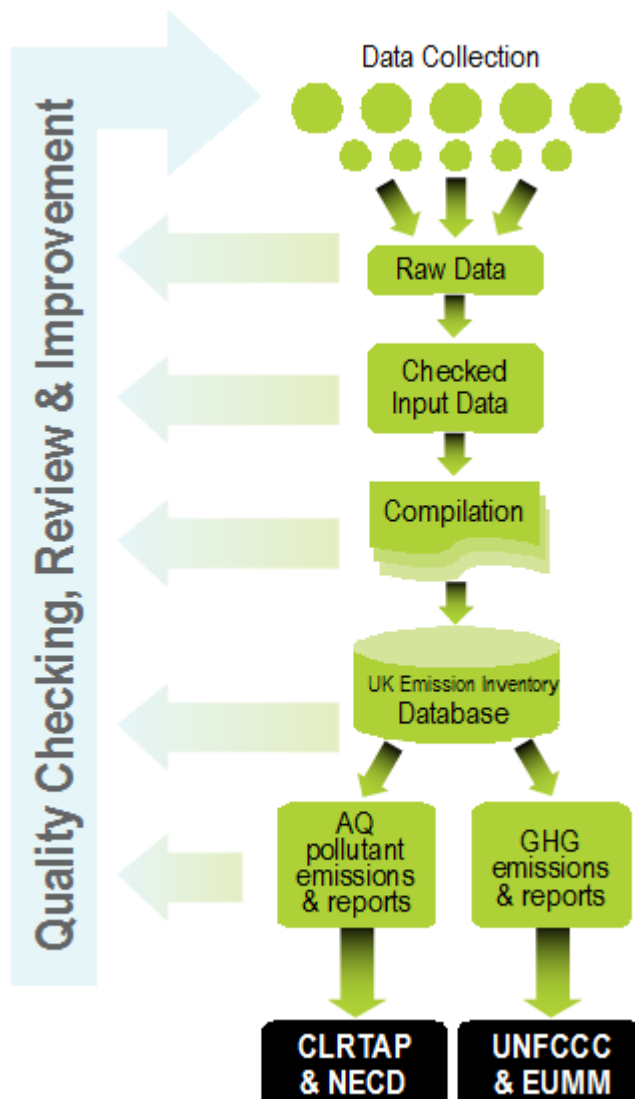 Quality Checking, Review & Improvement
Data Collection
Raw Data
Checked
Input Data
Compilation
UK Emission Inventory
Database
AQ
pollutant
emissions
& reports
GHG
emissions
& reports
CLRTAP
& NECD
UNFCCC
& EUMM